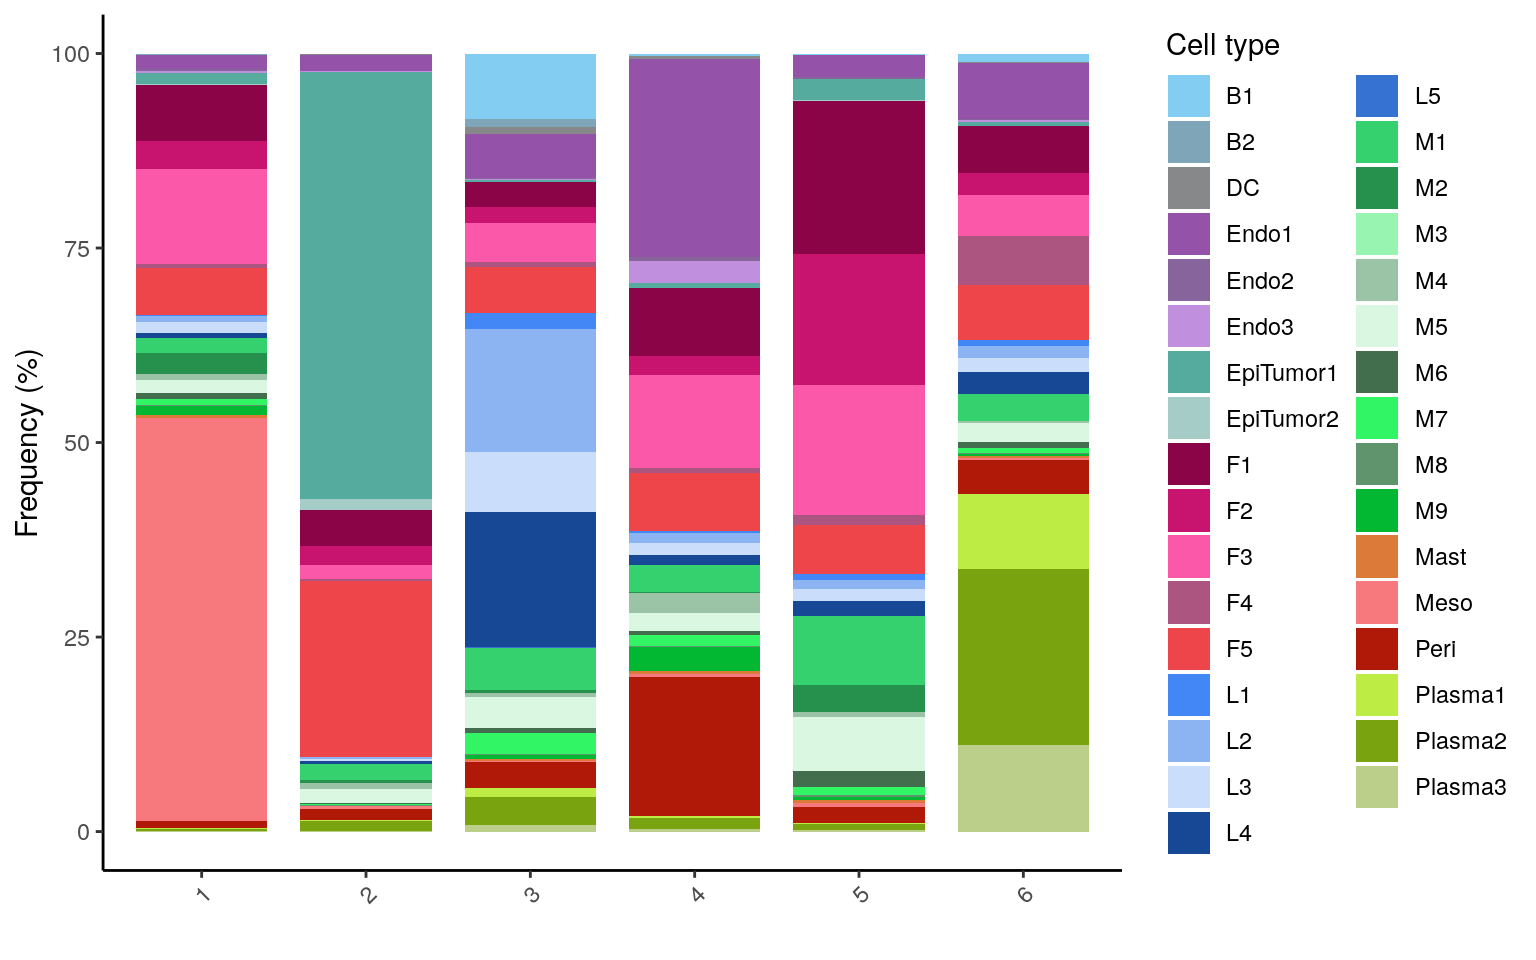 Frequency (%)
100
75
50
25
0
1
2
3
4
5
6
Cell type
B1
B2
DC
Endo1
Endo2
Endo3
EpiTumor1
EpiTumor2
F1
F2
F3
F4
F5
L1
L2
L3
L4
L5
M1
M2
M3
M4
M5
M6
M7
M8
M9
Mast
Meso
Peri
Plasma1
Plasma2
Plasma3